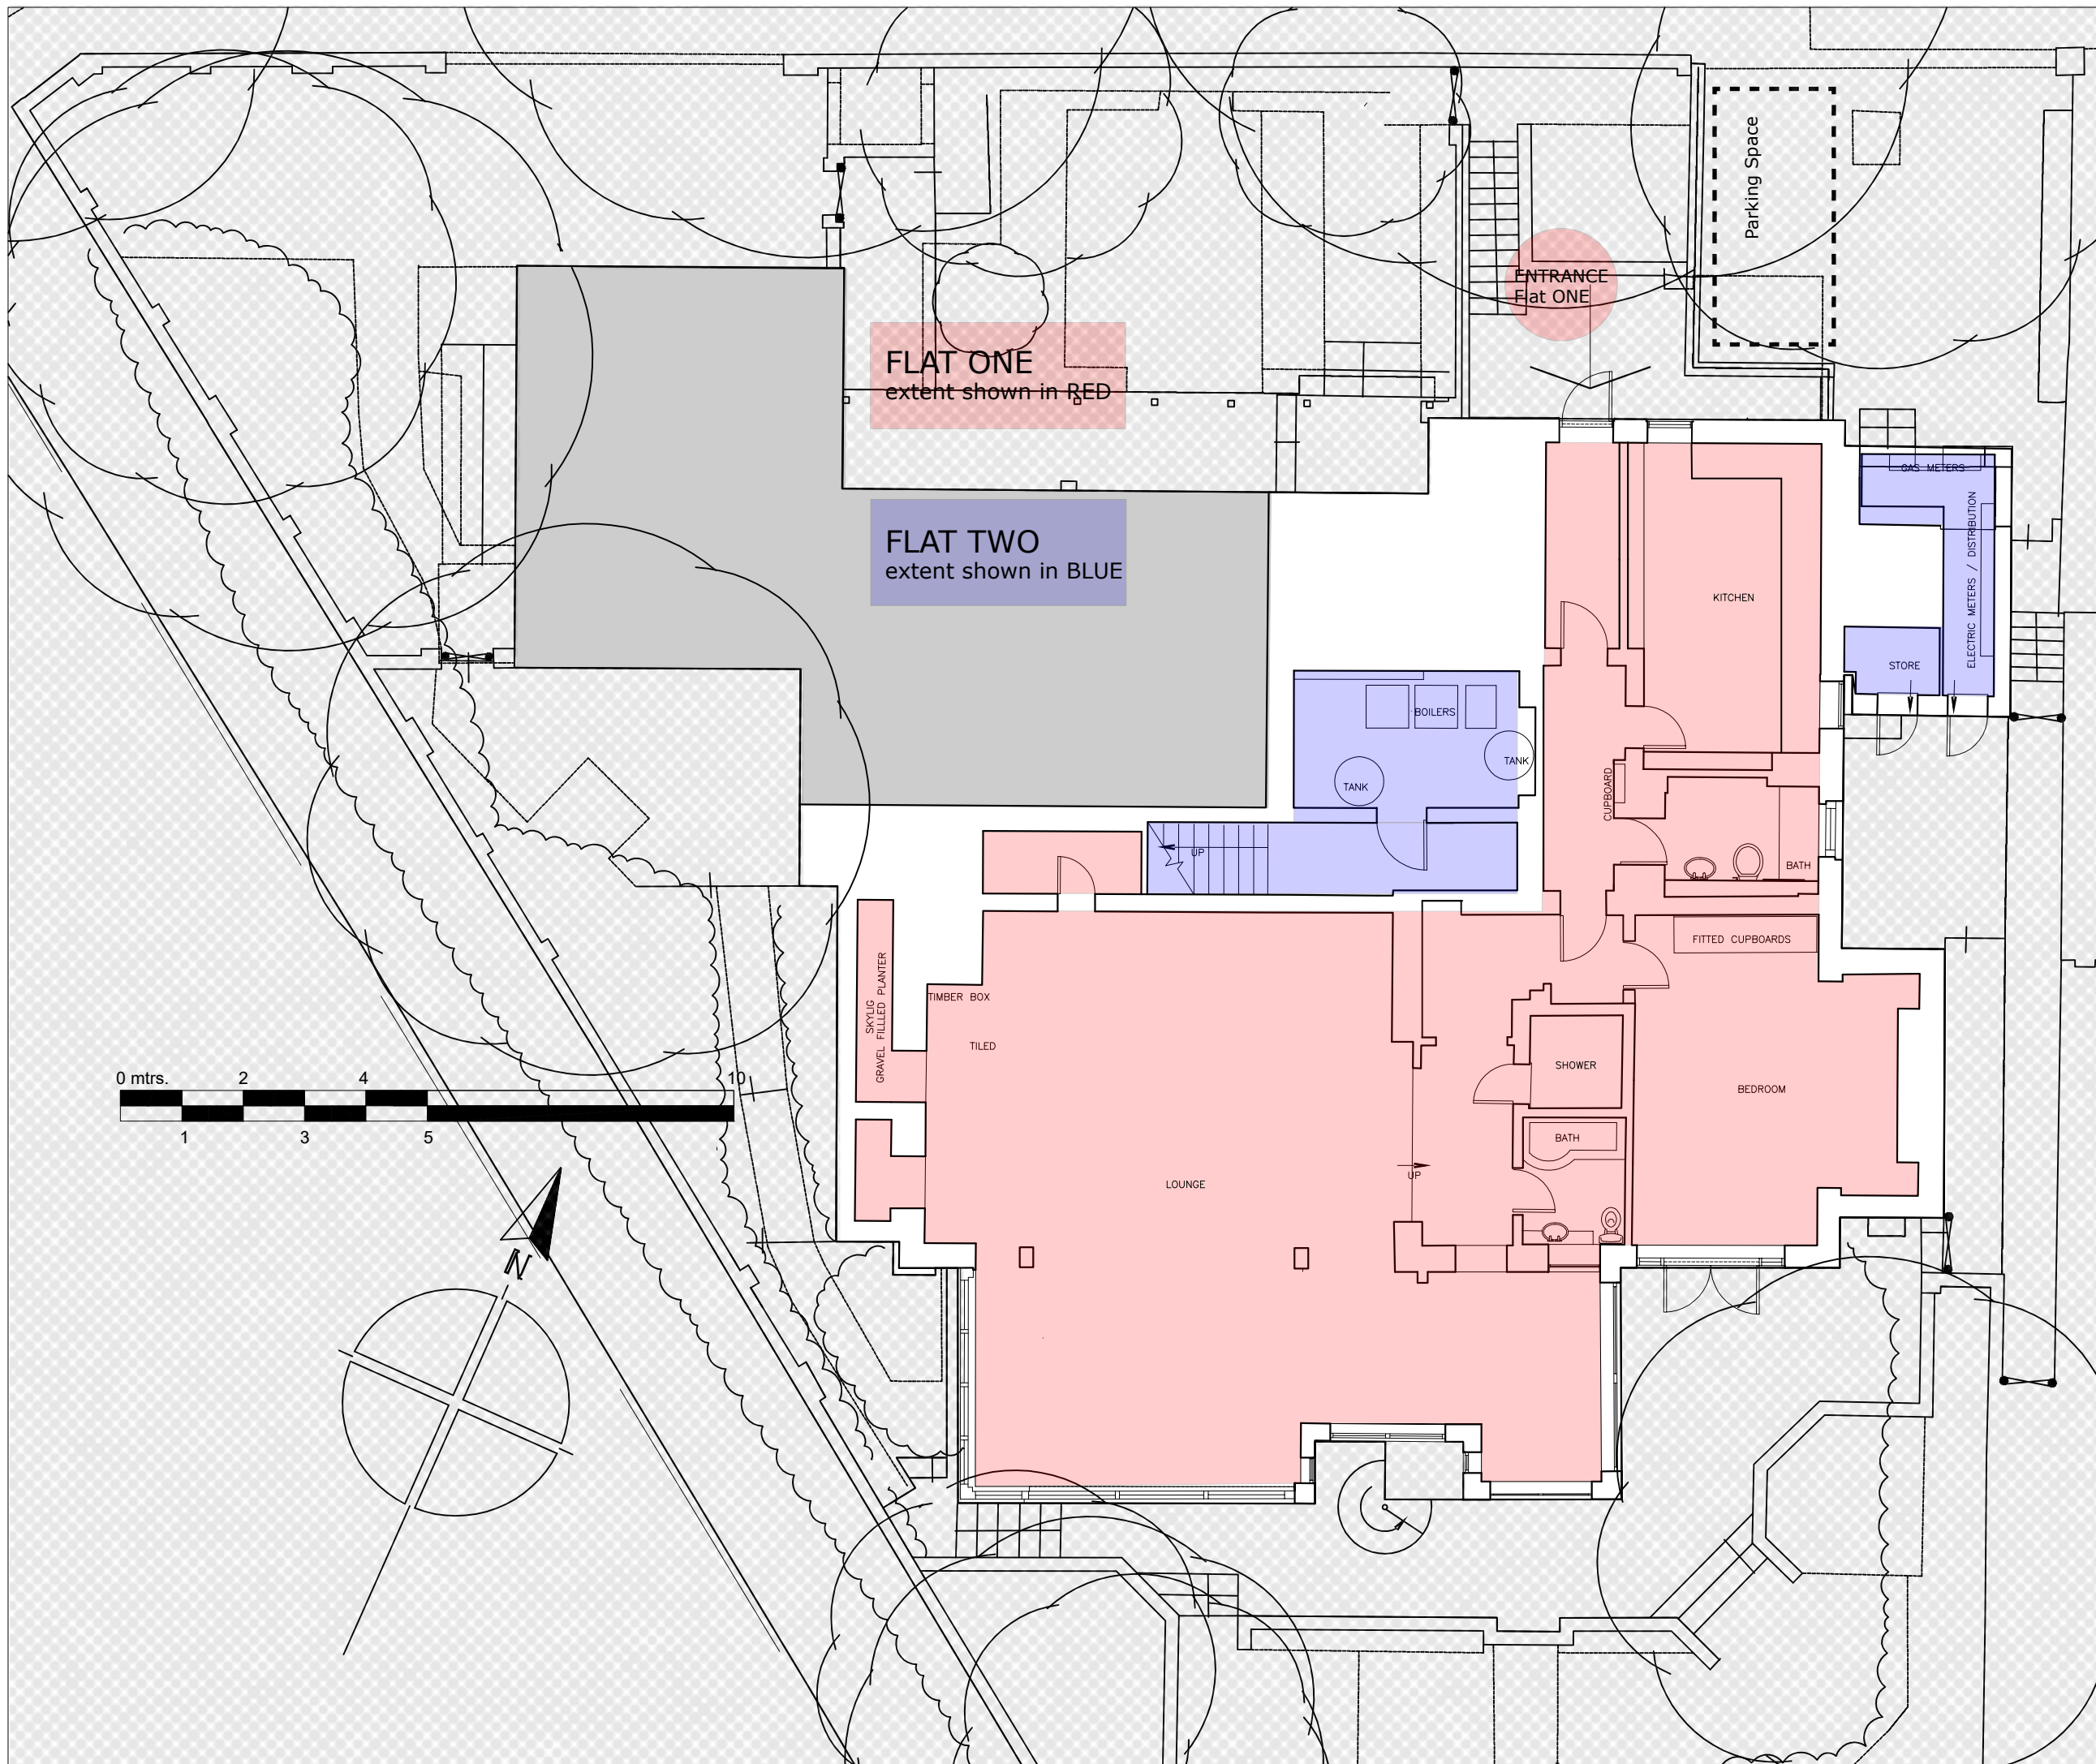 Parking Space
ENTRANCE
Flat ONE
FLAT ONE
extent shown in RED
FLAT TWO
extent shown in BLUE
GAS METERS
ELECTRIC METERS / DISTRIBUTION
KITCHEN
STORE
BOILERS
TANK
TANK
CUPBOARD
UP
BATH
FITTED CUPBOARDS
SKYLIG
GRAVEL FILLLED PLANTER
TIMBER BOX
TILED
SHOWER
BEDROOM
0 mtrs.
2
4
10
1
3
5
BATH
UP
LOUNGE
N